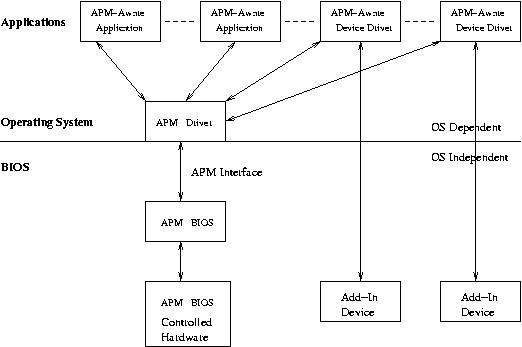 Applications
APM-Aware
Application
APM-Aware
Application
APM-Aware
Device Driver
APM-Aware
Device Driver
Operating System
APM Driver
OS Dependent
OS Independent
BIOS
APM Interface
APM BIOS
APM BIOS
Controlled
Hardware
Add-In
Device
Add-In
Device